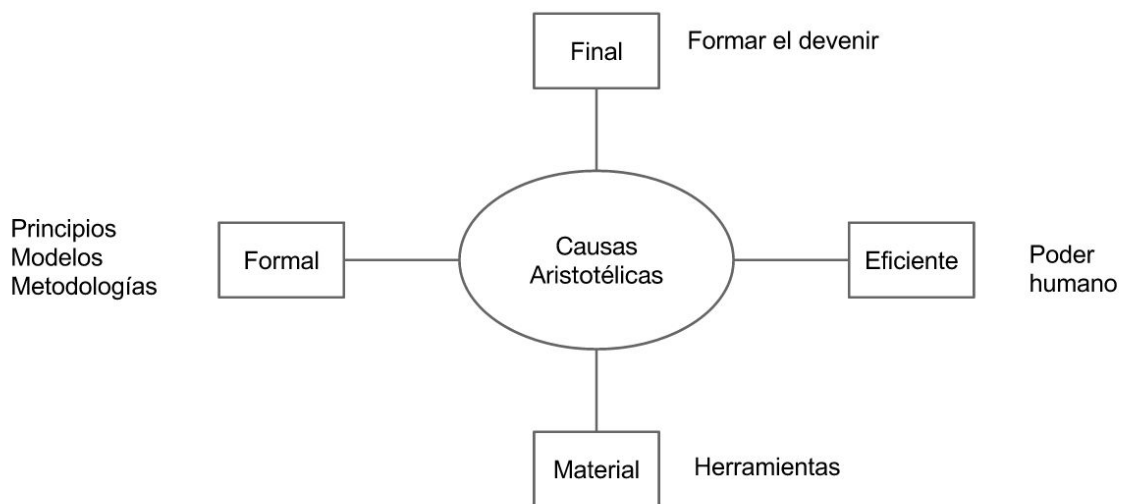 Final
Formar el devenir
Principios
Modelos
Metodologías
Formal
Causas
Aristotélicas
Eficiente
Poder
humano
Material
Herramientas